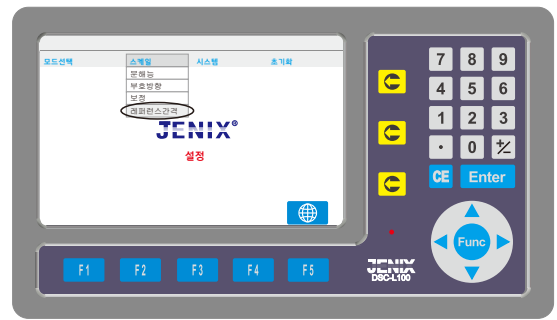 모드선택 스케일 시스템 초기화
분해능
부호방향
보정
레퍼런스간격
JENIX®
설정
7 8 9
4 5 6
1 2 3
· 0 +/-
CE Enter
Func
F1 F2 F3 F4 F5
JENIX
DSC-L100